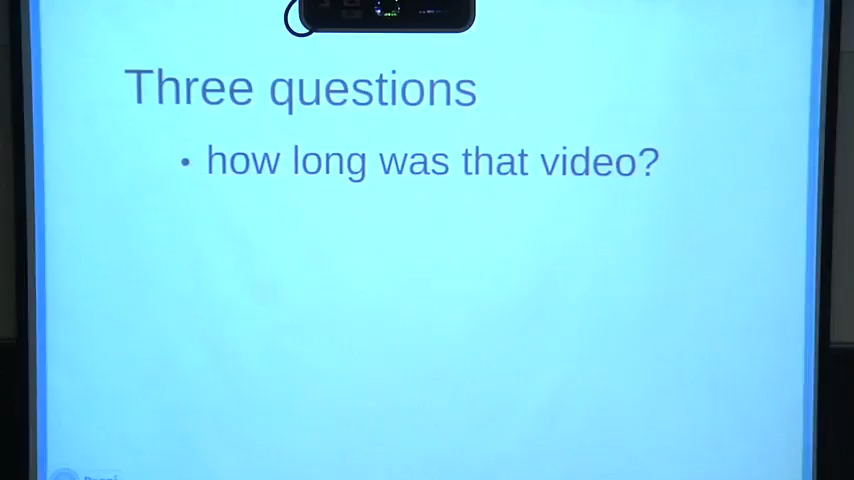 Three questions
• how long was that video?